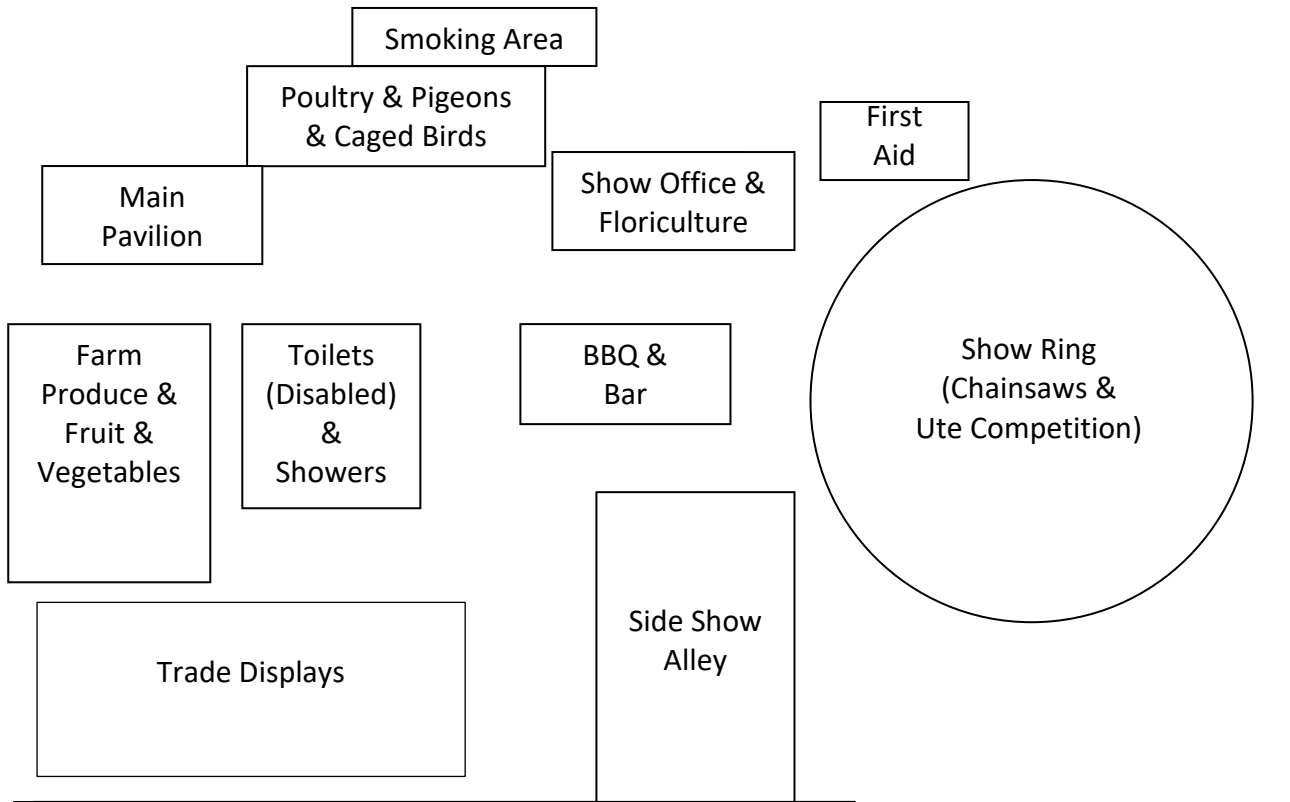 Smoking Area
Poultry & Pigeons
& Caged Birds
First
Aid
Show Office &
Floriculture
Main
Pavilion
Farm
Produce &
Fruit &
Vegetables
Toilets
(Disabled)
&
Showers
BBQ &
Bar
Show Ring
(Chainsaws &
Ute Competition)
Side Show
Alley
Trade Displays